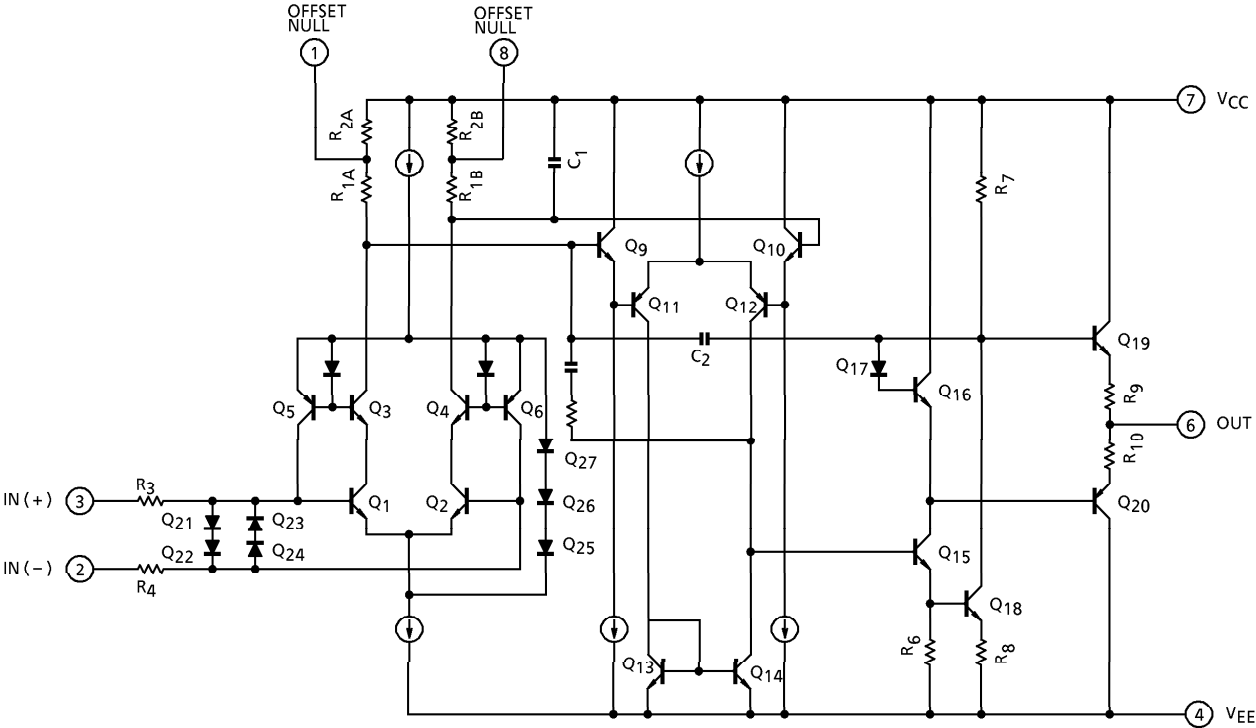 OFFSET
NULL
OFFSET
NULL
1
8
R2A
R2B
C1
7 VCC
R1A
R1B
R7
Q9
Q10
Q11
Q12
C2
Q17
Q19
Q5
Q3
Q4
Q6
Q16
R9
6 OUT
R10
Q27
IN(+) 3
R3
Q1
Q2
Q26
Q20
Q21
Q23
Q22
Q24
Q25
Q15
IN(−) 2
R4
Q18
R6
R8
Q13
Q14
4 VEE